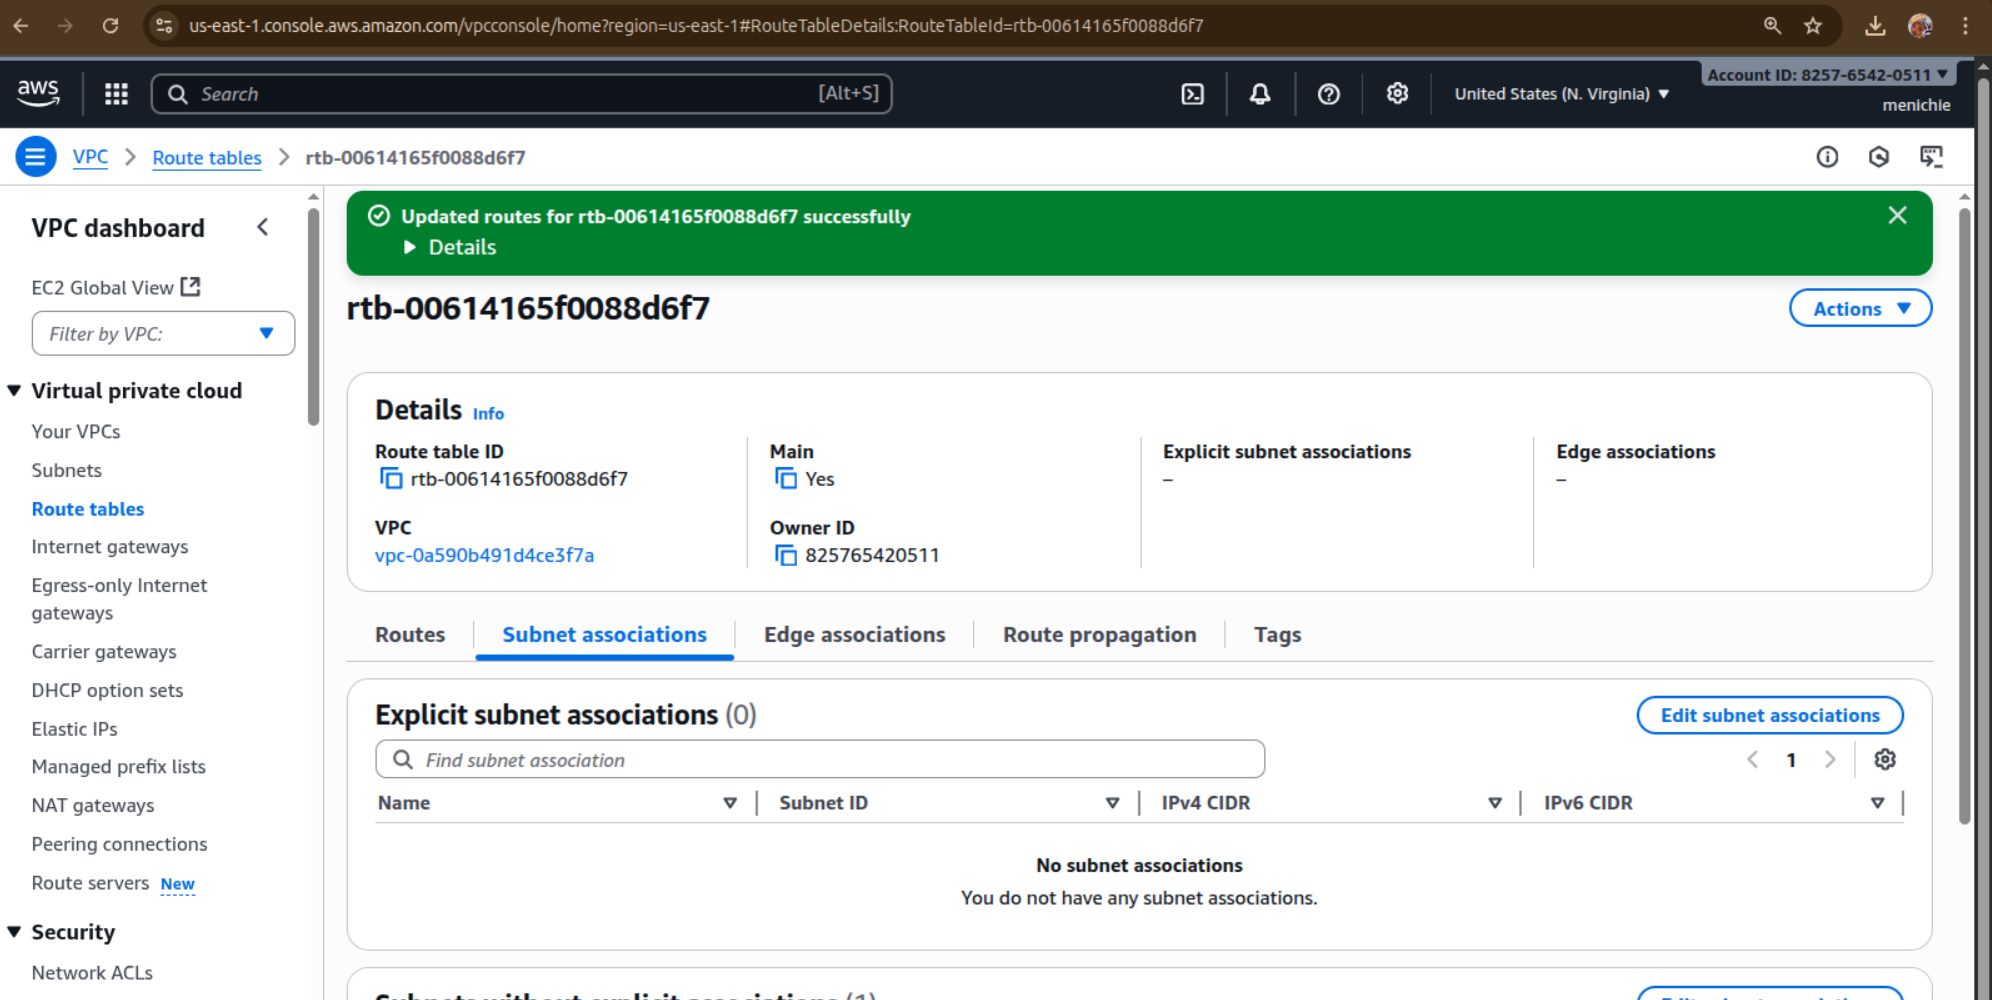 us-east-1.console.aws.amazon.com/vpcconsole/home?region=us-east-1#RouteTableDetails:RouteTableId=rtb-00614165f0088d6f7
aws
Search
[Alt+S]
United States (N. Virginia)
Account ID: 8257-6542-0511
menichie
VPC
Route tables
rtb-00614165f0088d6f7
VPC dashboard
EC2 Global View
Filter by VPC:
Virtual private cloud
Your VPCs
Subnets
Route tables
Internet gateways
Egress-only Internet
gateways
Carrier gateways
DHCP option sets
Elastic IPs
Managed prefix lists
NAT gateways
Peering connections
Route servers New
Security
Network ACLs
Updated routes for rtb-00614165f0088d6f7 successfully
Details
rtb-00614165f0088d6f7
Actions
Details Info
Route table ID
rtb-00614165f0088d6f7
Main
Yes
Explicit subnet associations
–
Edge associations
–
VPC
vpc-0a590b491d4ce3f7a
Owner ID
825765420511
Routes
Subnet associations
Edge associations
Route propagation
Tags
Explicit subnet associations (0)
Edit subnet associations
Find subnet association
1
Name
Subnet ID
IPv4 CIDR
IPv6 CIDR
No subnet associations
You do not have any subnet associations.
Subnets without explicit associations (1)